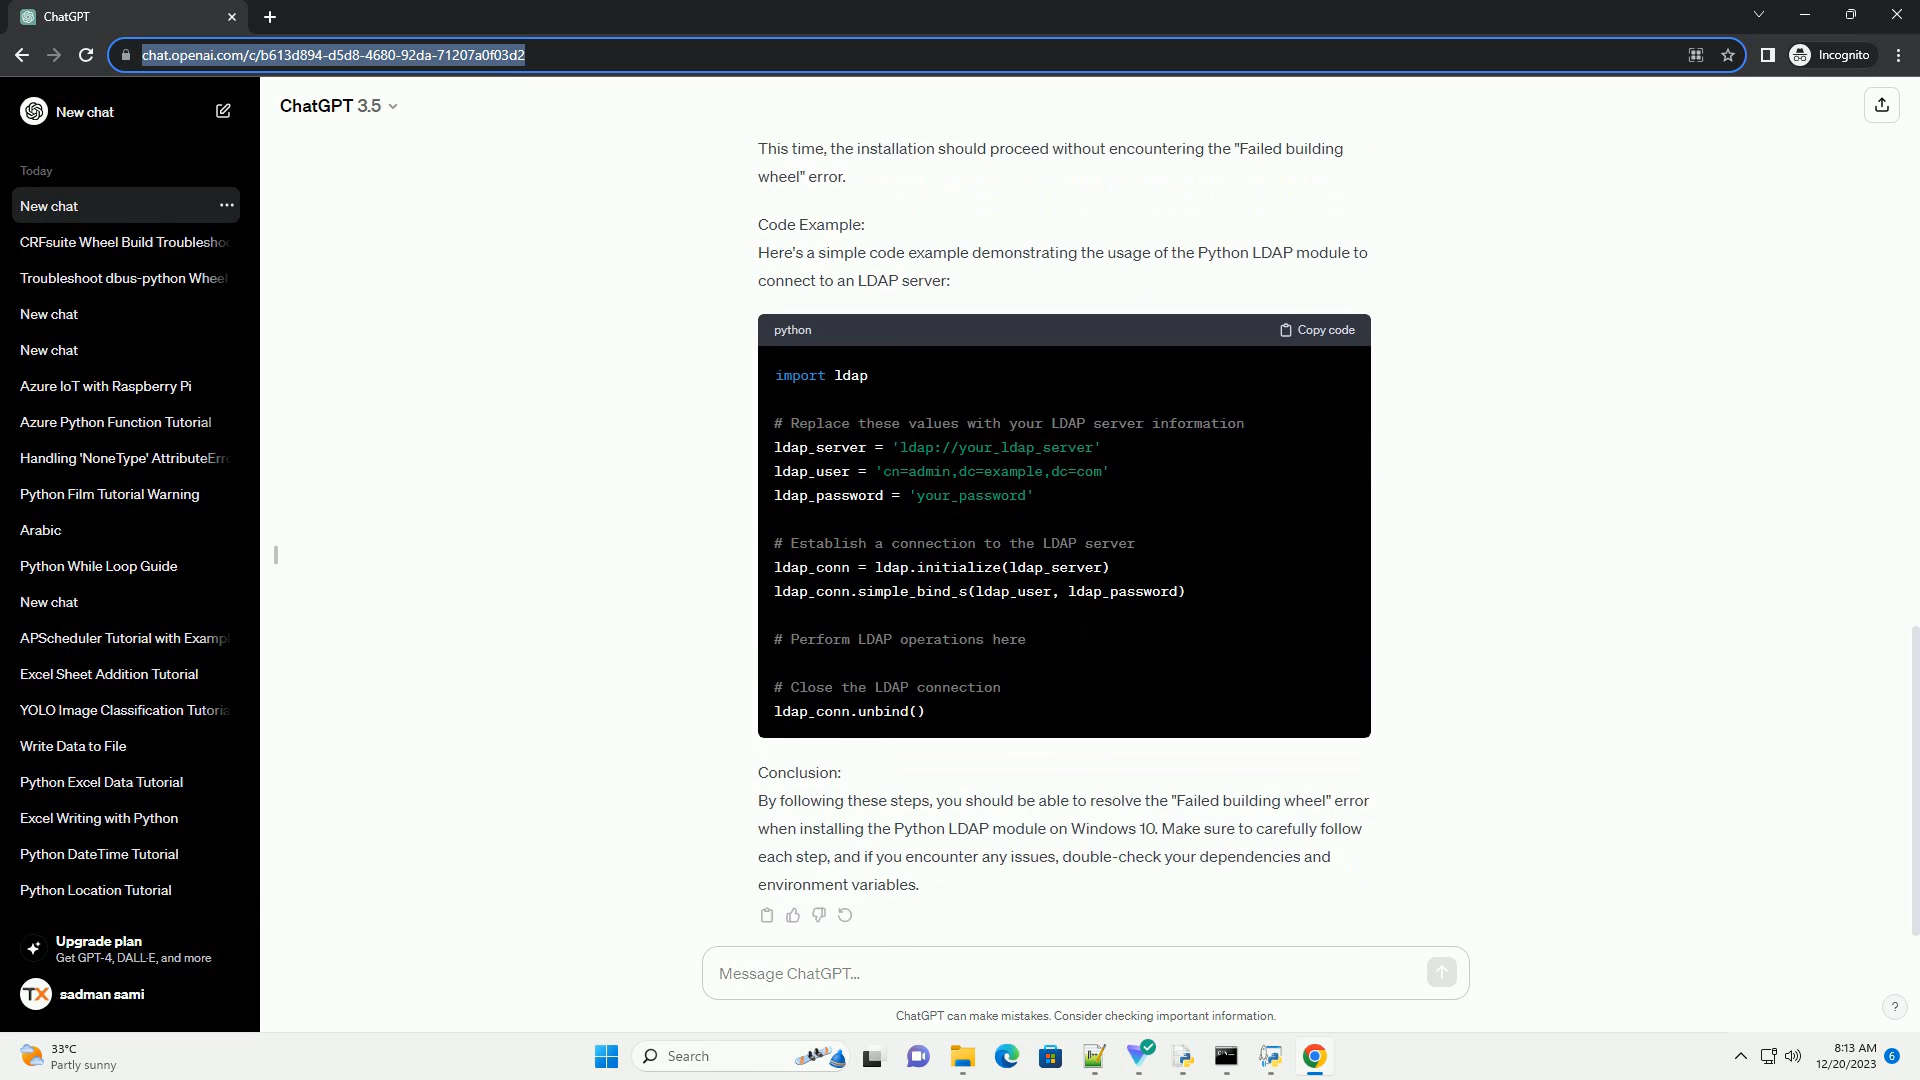 ChatGPT
chat.openai.com/c/b613d894-d5d8-4680-92da-71207a0f03d2
Incognito
New chat
ChatGPT 3.5
Today
New chat
CRFsuite Wheel Build Troubleshoo
Troubleshoot dbus-python Wheel
New chat
New chat
Azure IoT with Raspberry Pi
Azure Python Function Tutorial
Handling 'NoneType' AttributeErro
Python Film Tutorial Warning
Arabic
Python While Loop Guide
New chat
APScheduler Tutorial with Exampl
Excel Sheet Addition Tutorial
YOLO Image Classification Tutoria
Write Data to File
Python Excel Data Tutorial
Excel Writing with Python
Python DateTime Tutorial
Python Location Tutorial
Upgrade plan
Get GPT-4, DALL·E, and more
TX sadman sami
This time, the installation should proceed without encountering the "Failed building
wheel" error.
Code Example:
Here's a simple code example demonstrating the usage of the Python LDAP module to
connect to an LDAP server:
python
Copy code
import ldap
# Replace these values with your LDAP server information
ldap_server = 'ldap://your_ldap_server'
ldap_user = 'cn=admin,dc=example,dc=com'
ldap_password = 'your_password'
# Establish a connection to the LDAP server
ldap_conn = ldap.initialize(ldap_server)
ldap_conn.simple_bind_s(ldap_user, ldap_password)
# Perform LDAP operations here
# Close the LDAP connection
ldap_conn.unbind()
Conclusion:
By following these steps, you should be able to resolve the "Failed building wheel" error
when installing the Python LDAP module on Windows 10. Make sure to carefully follow
each step, and if you encounter any issues, double-check your dependencies and
environment variables.
Message ChatGPT...
ChatGPT can make mistakes. Consider checking important information.
?
33°C
Partly sunny
Search
8:13 AM
12/20/2023
6